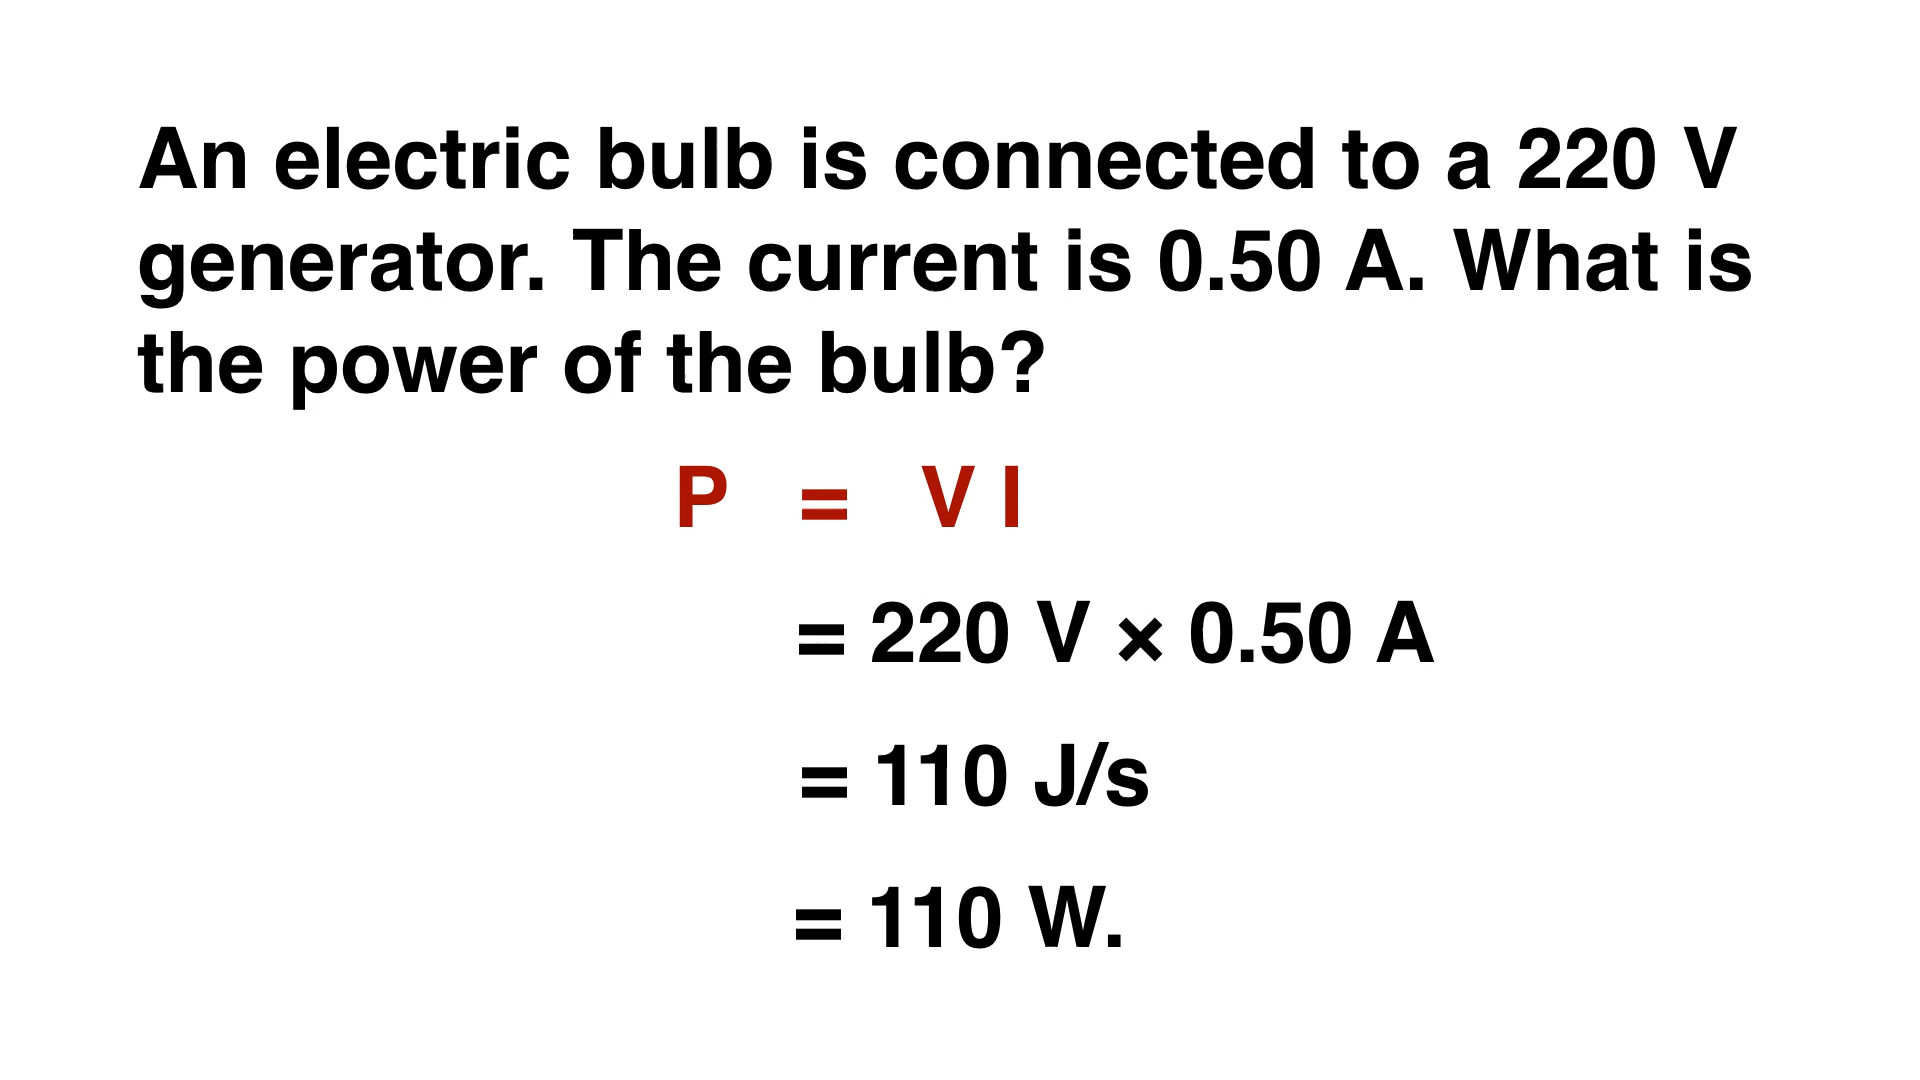 An electric bulb is connected to a 220 V
generator. The current is 0.50 A. What is
the power of the bulb?
P = V I
= 220 V × 0.50 A
= 110 J/s
= 110 W.